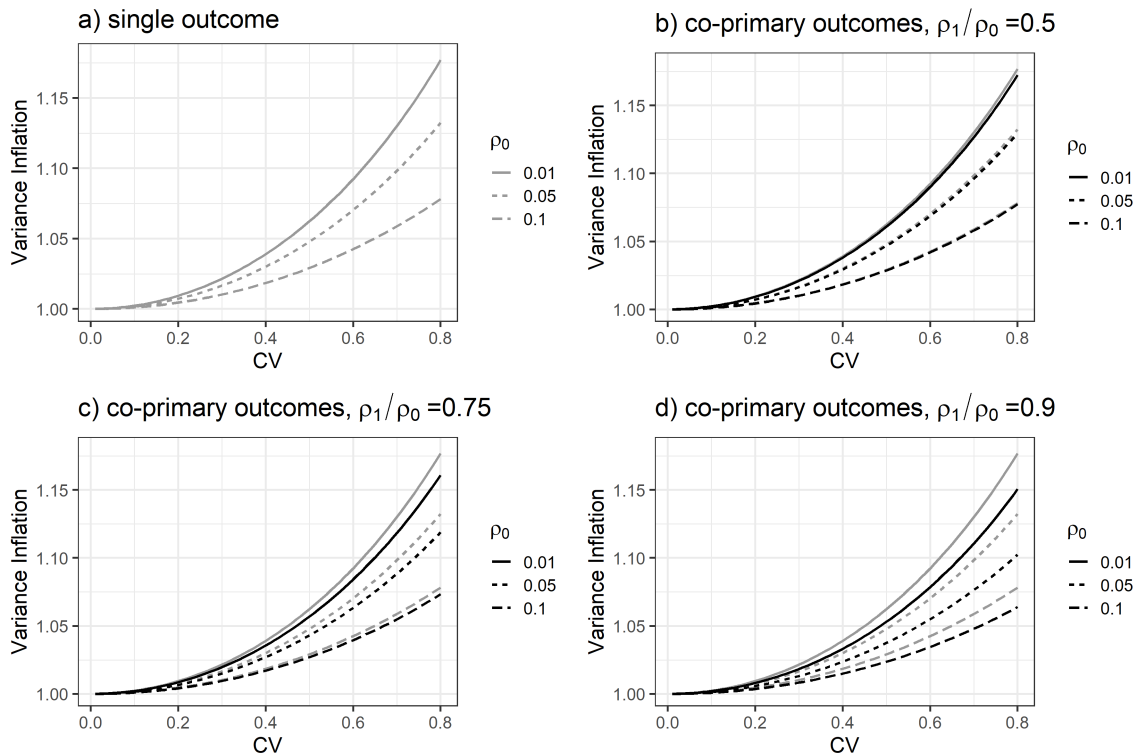 a) single outcome
Variance Inflation
1.15
1.10
1.05
1.00
0.0 0.2 0.4 0.6 0.8
CV
ρ0
0.01
0.05
0.1
b) co-primary outcomes, ρ1/ρ0 =0.5
Variance Inflation
1.15
1.10
1.05
1.00
0.0 0.2 0.4 0.6 0.8
CV
ρ0
0.01
0.05
0.1
c) co-primary outcomes, ρ1/ρ0 =0.75
Variance Inflation
1.15
1.10
1.05
1.00
0.0 0.2 0.4 0.6 0.8
CV
ρ0
0.01
0.05
0.1
d) co-primary outcomes, ρ1/ρ0 =0.9
Variance Inflation
1.15
1.10
1.05
1.00
0.0 0.2 0.4 0.6 0.8
CV
ρ0
0.01
0.05
0.1